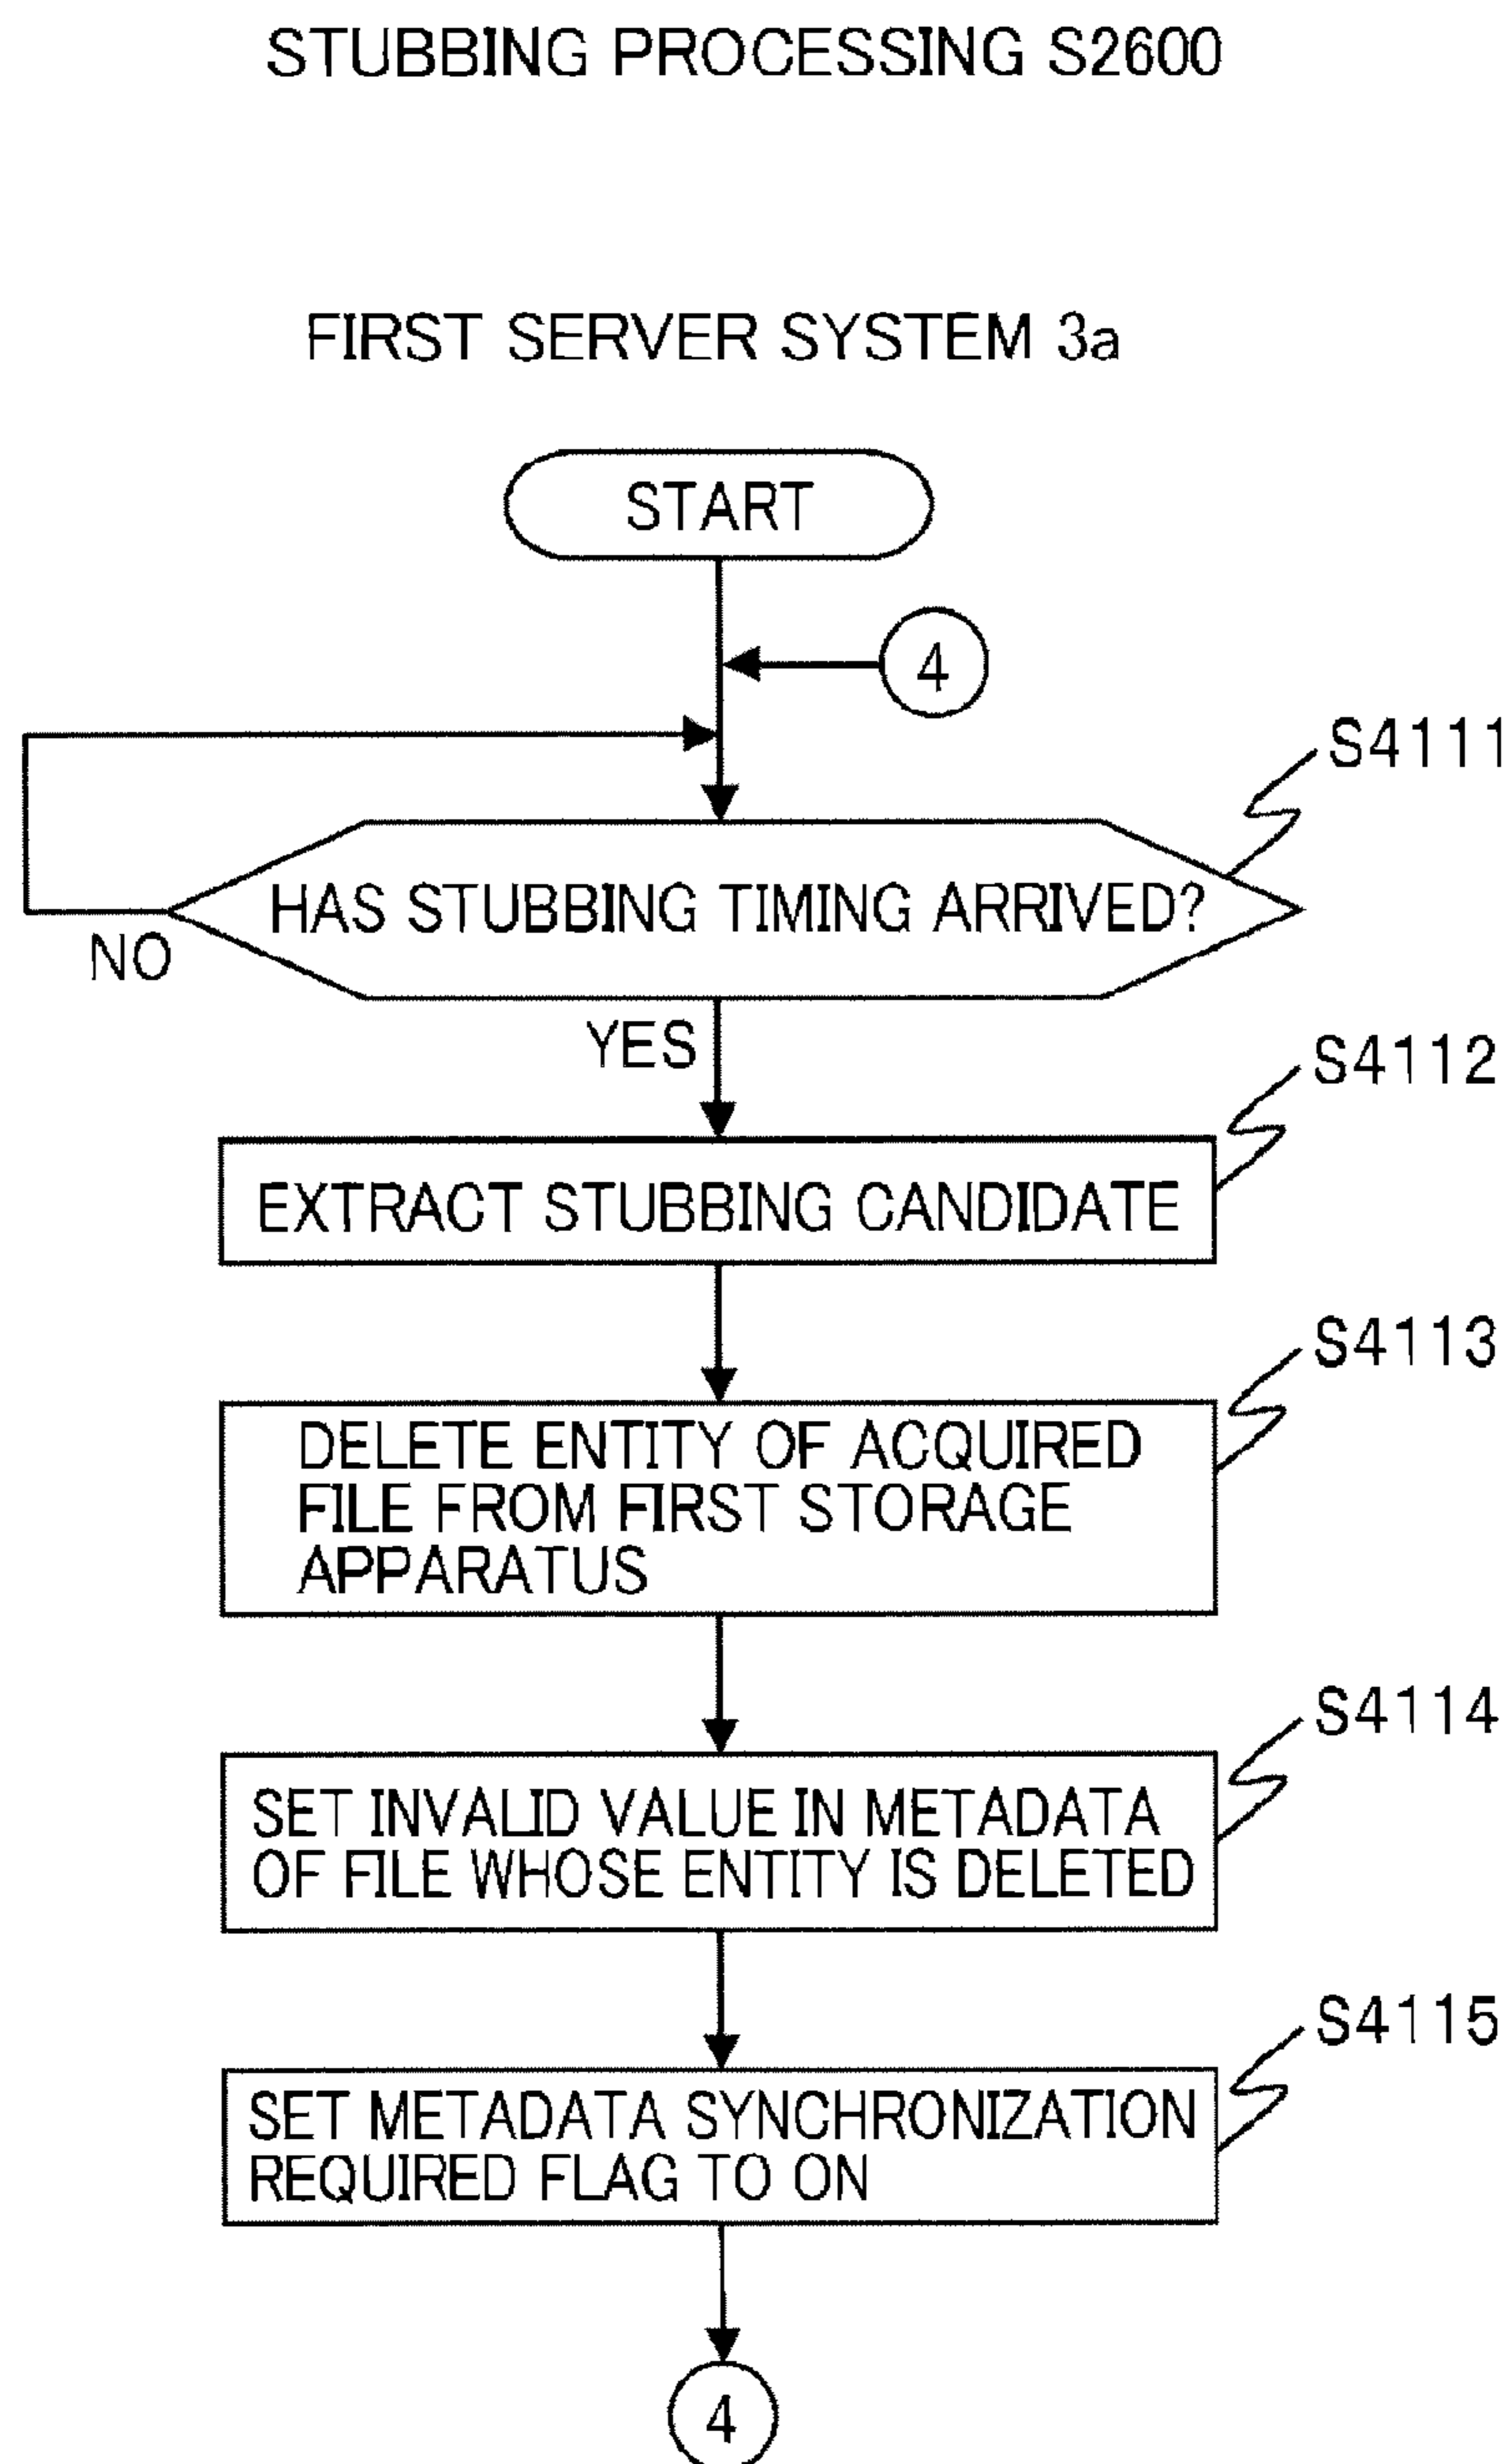 STUBBING PROCESSING S2600
FIRST SERVER SYSTEM 3a
START
4
S4111
HAS STUBBING TIMING ARRIVED?
NO
YES
S4112
EXTRACT STUBBING CANDIDATE
S4113
DELETE ENTITY OF ACQUIRED
FILE FROM FIRST STORAGE
APPARATUS
S4114
SET INVALID VALUE IN METADATA
OF FILE WHOSE ENTITY IS DELETED
S4115
SET METADATA SYNCHRONIZATION
REQUIRED FLAG TO ON
4